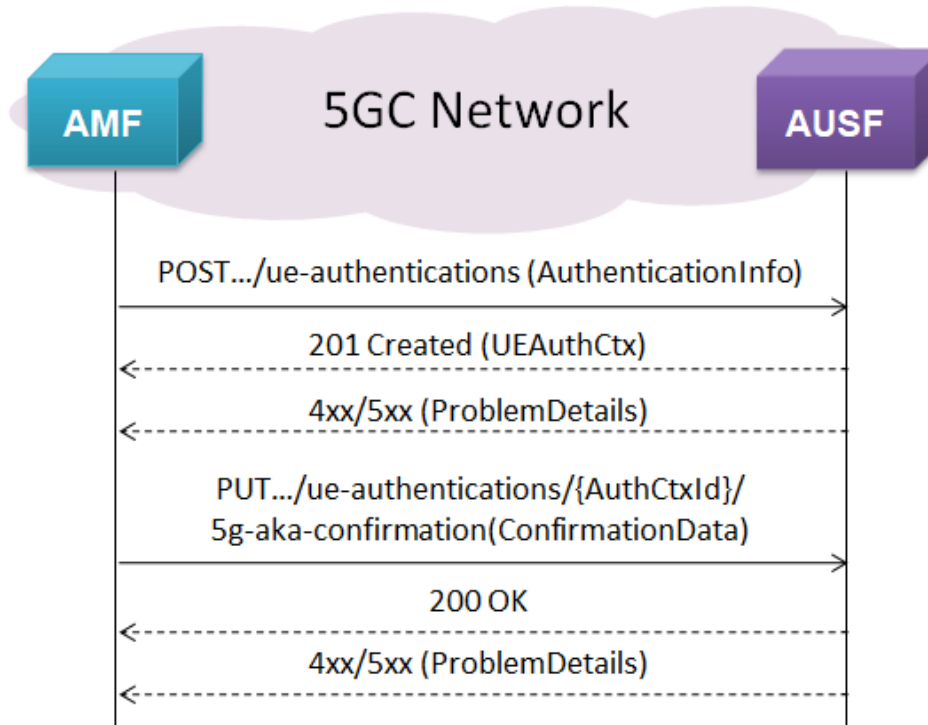 AMF
5GC Network
AUSF
POST.../ue-authentications (AuthenticationInfo)
201 Created (UEAuthCtx)
4xx/5xx (ProblemDetails)
PUT.../ue-authentications/{AuthCtxId}/
5g-aka-confirmation(ConfirmationData)
200 OK
4xx/5xx (ProblemDetails)